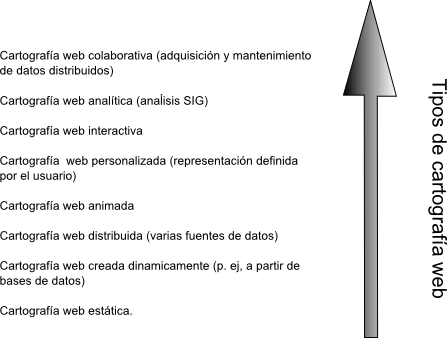 Cartografía web colaborativa (adquisición y mantenimiento
de datos distribuidos)
Cartografía web analítica (analísis SIG)
Cartografía web interactiva
Cartografía web personalizada (representación definida
por el usuario)
Cartografía web animada
Cartografía web distribuida (varias fuentes de datos)
Cartografía web creada dinamicamente (p. ej, a partir de
bases de datos)
Cartografía web estática.
Tipos de cartografía web